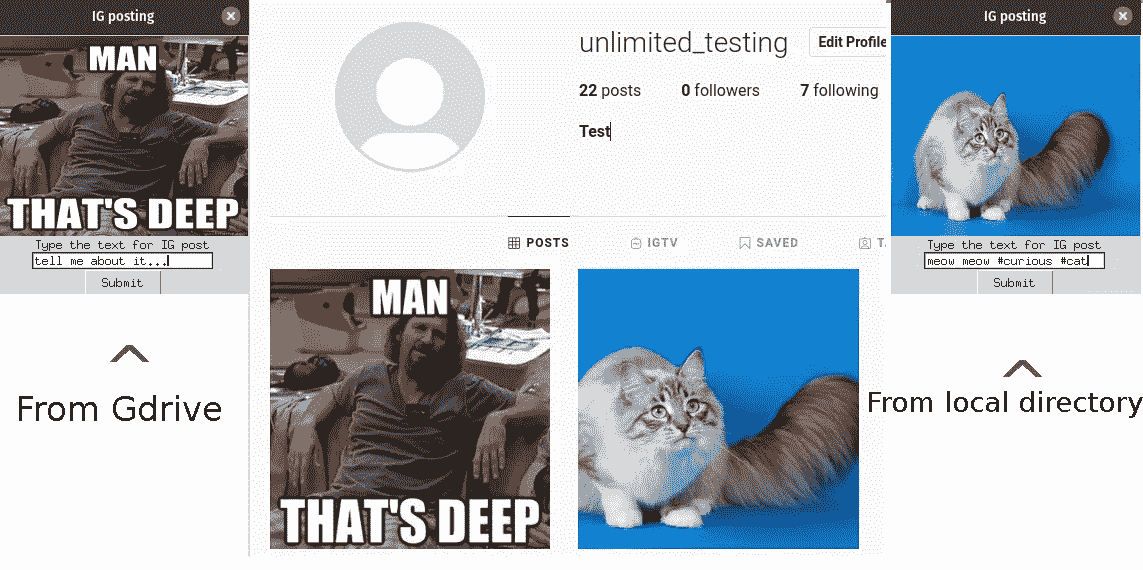 IG posting
MAN
THAT'S DEEP
Type the text for IG post
tell me about it...
Submit
From Gdrive
unlimited_testing
Edit Profile
22 posts 0 followers 7 following
Test
POSTS IGTV SAVED T
MAN
THAT'S DEEP
IG posting
Type the text for IG post
meow meow #curious #cat
Submit
From local directory